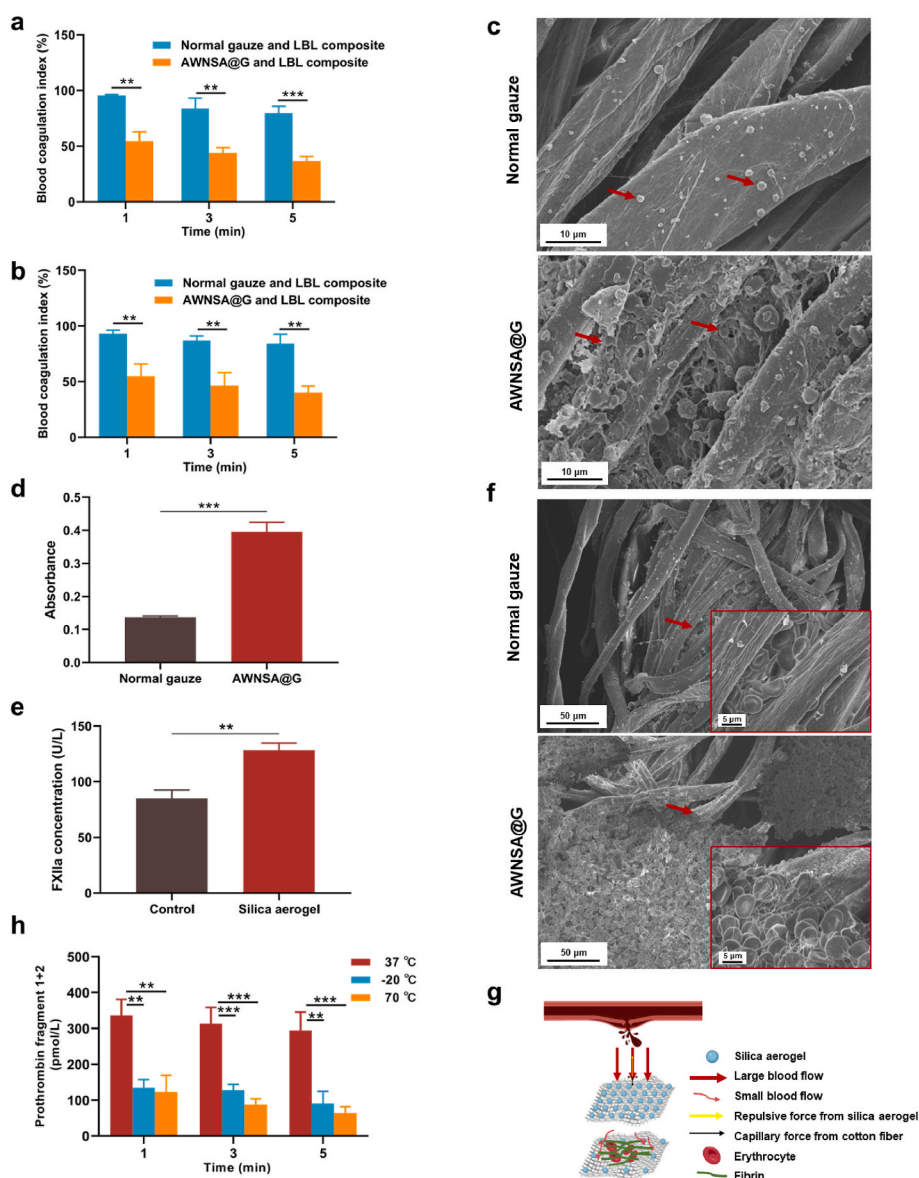 a
Blood coagulation index (%)
100
50
0
Normal gauze and LBL composite
AWNSA@G and LBL composite
**
**
***
1 3 5
Time (min)
b
Blood coagulation index (%)
100
50
0
Normal gauze and LBL composite
AWNSA@G and LBL composite
**
**
**
1 3 5
Time (min)
c
Normal gauze
10 μm
AWNSA@G
10 μm
d
Absorbance
0.5
0.4
0.3
0.2
0.1
0.0
***
Normal gauze AWNSA@G
e
FXIIa concentration (U/L)
150
100
50
0
**
Control Silica aerogel
f
Normal gauze
50 μm
5 μm
AWNSA@G
50 μm
5 μm
g
Silica aerogel
Large blood flow
Small blood flow
Repulsive force from silica aerogel
Capillary force from cotton fiber
Erythrocyte
Fibrin
h
Prothrombin fragment 1+2
(pmol/L)
500
400
300
200
100
0
37 °C
-20 °C
70 °C
**
**
***
***
***
**
1 3 5
Time (min)